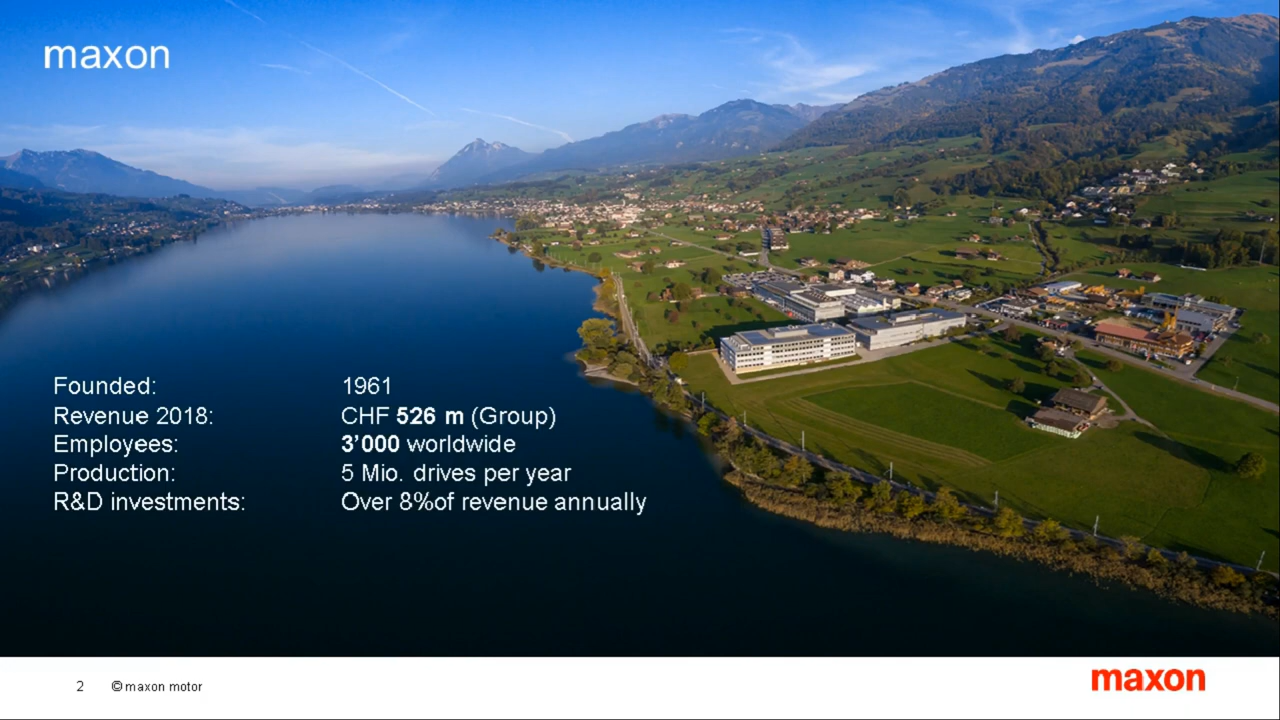 maxon
Founded: 1961
Revenue 2018: CHF 526 m (Group)
Employees: 3’000 worldwide
Production: 5 Mio. drives per year
R&D investments: Over 8%of revenue annually
2 © maxon motor
maxon